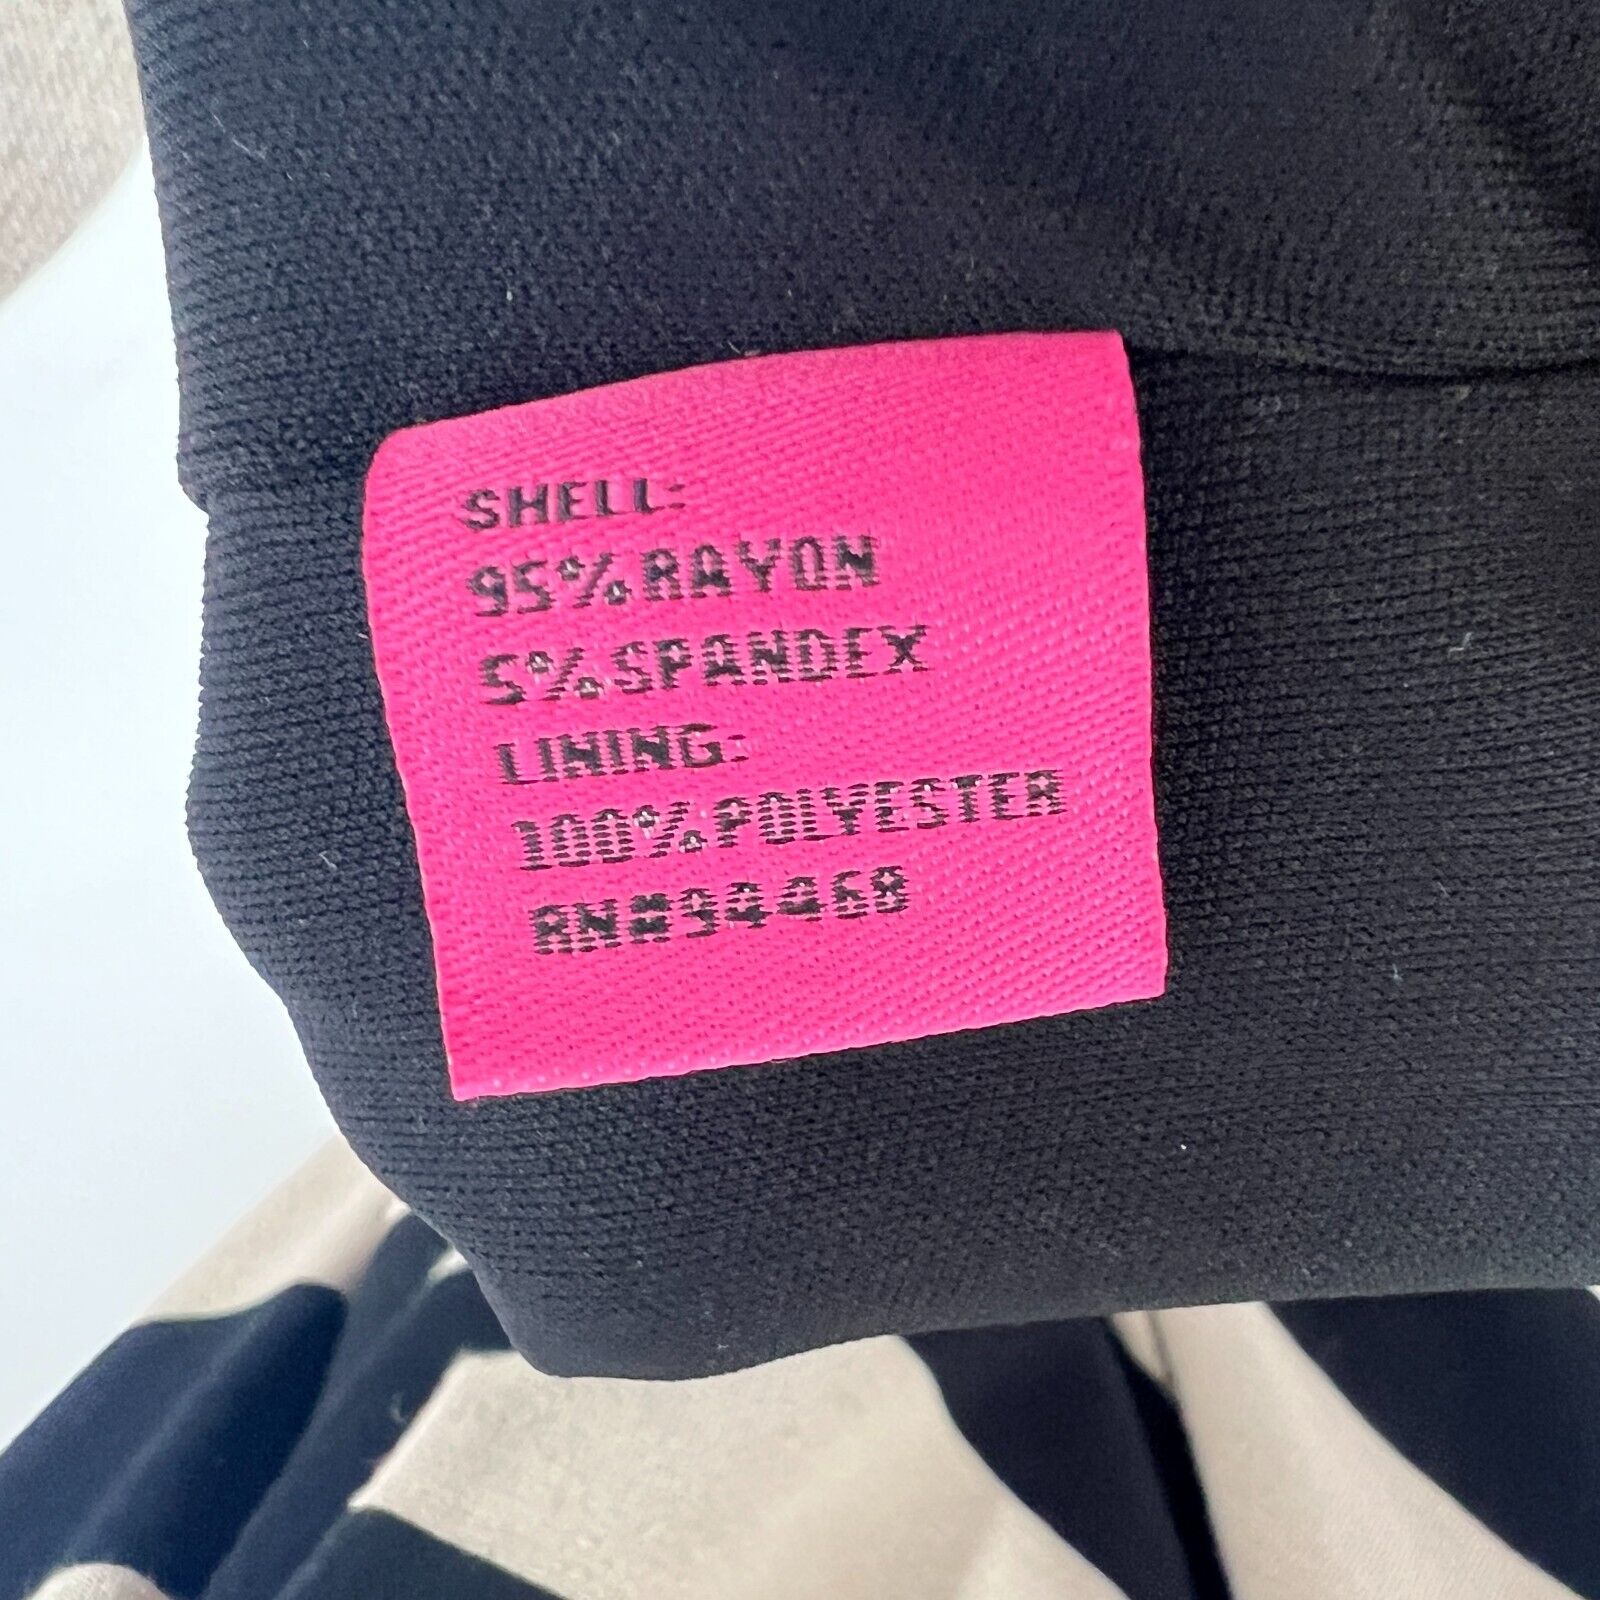 SHELL:
95%RAYON
5%SPANDEX
LINING:
100%POLYESTER
RN#94468